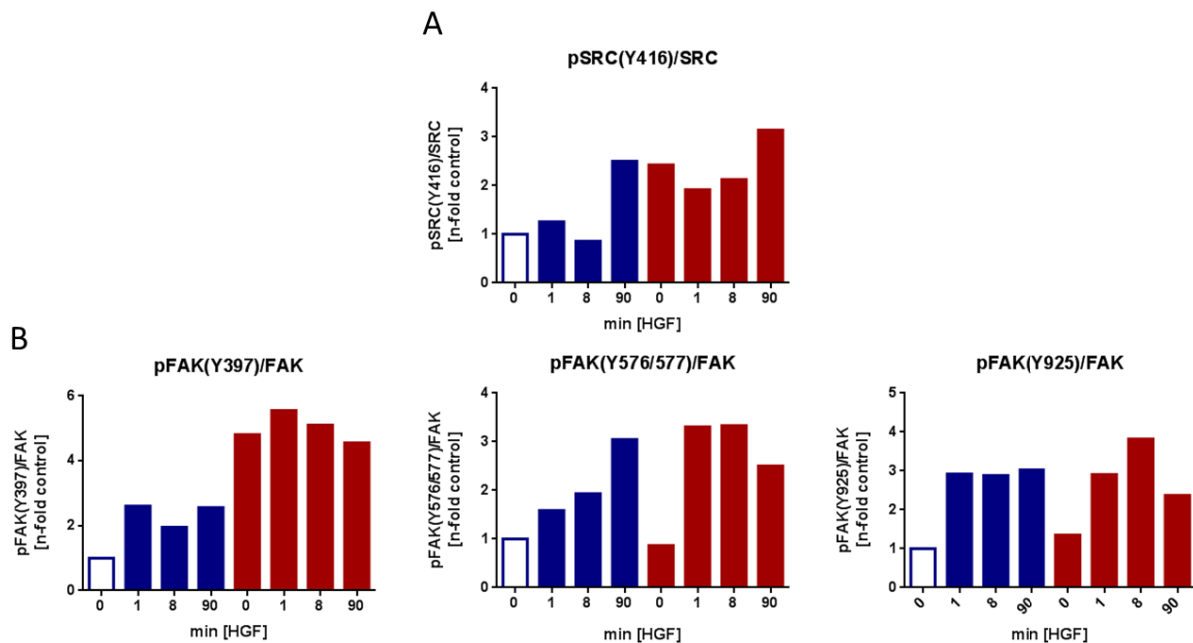 A
pSRC(Y416)/SRC
pSRC(Y416)/SRC
[n-fold control]
4
3
2
1
0
0 1 8 90 0 1 8 90
min [HGF]
B
pFAK(Y397)/FAK
pFAK(Y397)/FAK
[n-fold control]
6
4
2
0
0 1 8 90 0 1 8 90
min [HGF]
pFAK(Y576/577)/FAK
pFAK(Y576/577)/FAK
[n-fold control]
4
3
2
1
0
0 1 8 90 0 1 8 90
min [HGF]
pFAK(Y925)/FAK
pFAK(Y925)/FAK
[n-fold control]
5
4
3
2
1
0
0 1 8 90 0 1 8 90
min [HGF]